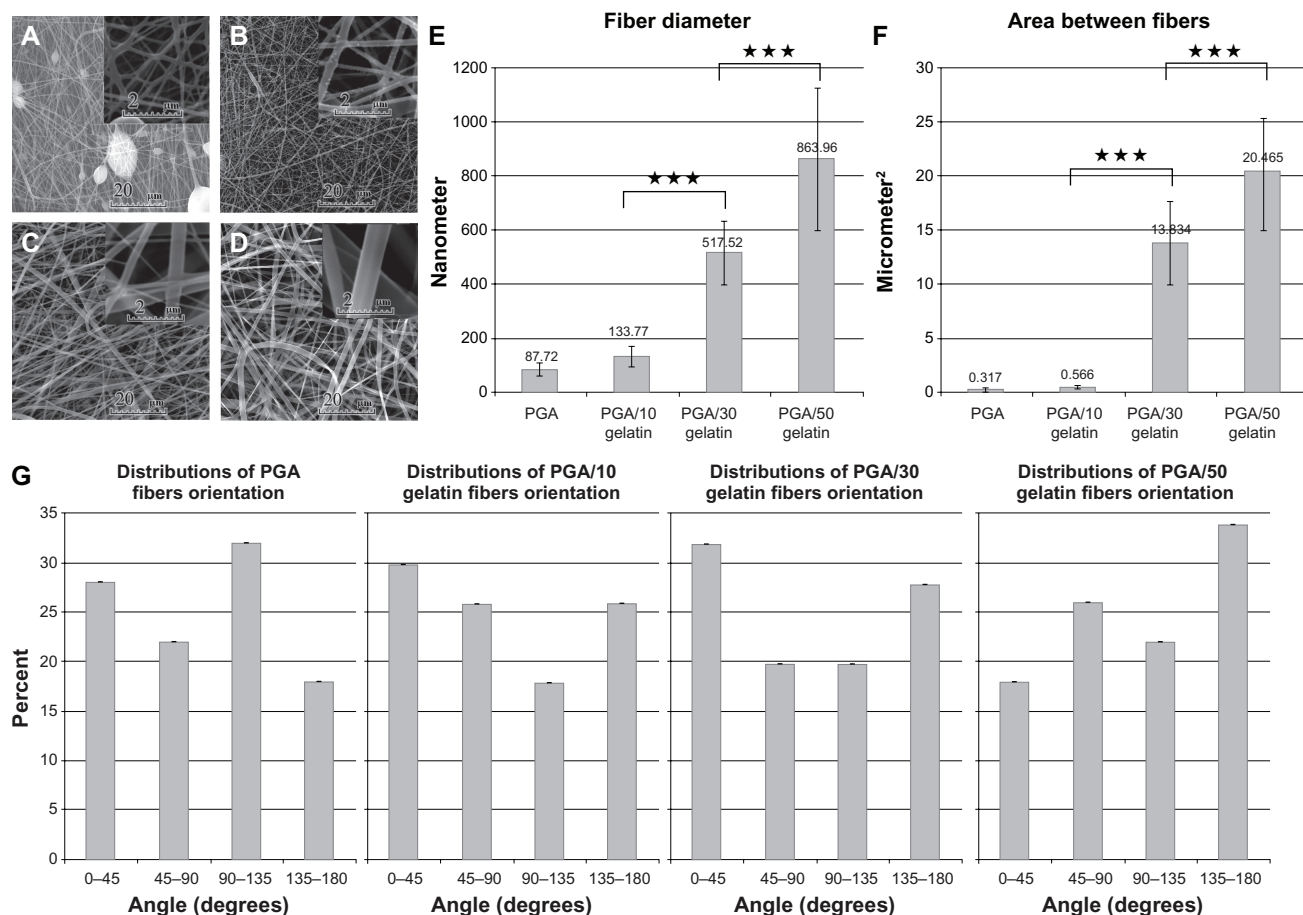 A
2
μm
20
μm
B
2
μm
20
μm
C
2
μm
20
μm
D
2
μm
20
μm
E
Fiber diameter
Nanometer
1200
1000
800
600
400
200
0
★★★
★★★
87.72
133.77
517.52
863.96
PGA
PGA/10
gelatin
PGA/30
gelatin
PGA/50
gelatin
F
Area between fibers
Micrometer²
30
25
20
15
10
5
0
★★★
★★★
0.317
0.566
13.834
20.465
PGA
PGA/10
gelatin
PGA/30
gelatin
PGA/50
gelatin
G
Distributions of PGA
fibers orientation
Distributions of PGA/10
gelatin fibers orientation
Distributions of PGA/30
gelatin fibers orientation
Distributions of PGA/50
gelatin fibers orientation
Percent
35
30
25
20
15
10
5
0
0–45 45–90 90–135 135–180
Angle (degrees)
0–45 45–90 90–135 135–180
Angle (degrees)
0–45 45–90 90–135 135–180
Angle (degrees)
0–45 45–90 90–135 135–180
Angle (degrees)